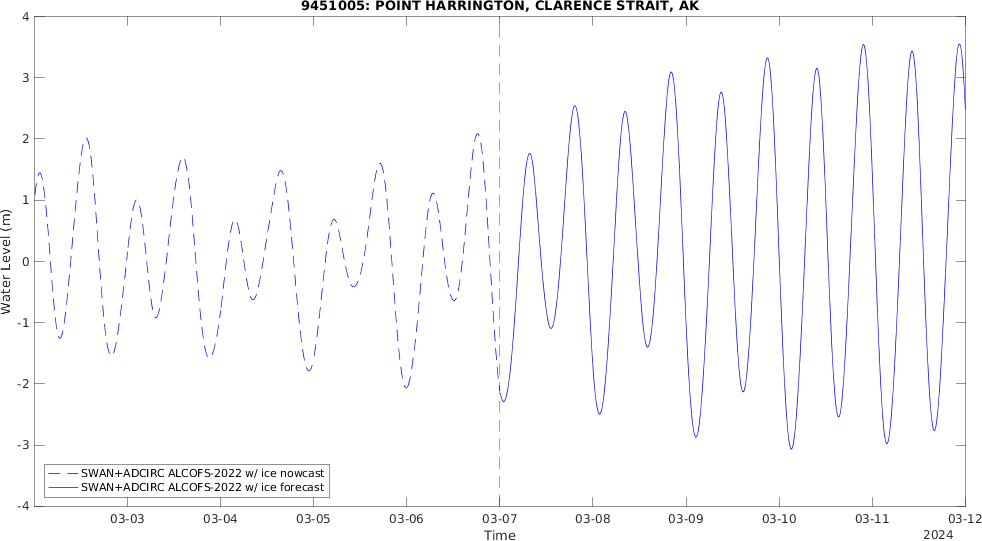 9451005: POINT HARRINGTON, CLARENCE STRAIT, AK
4
3
2
1
0
-1
-2
-3
-4
Water Level (m)
SWAN+ADCIRC ALCOFS-2022 w/ ice nowcast
SWAN+ADCIRC ALCOFS-2022 w/ ice forecast
03-03 03-04 03-05 03-06 03-07 03-08 03-09 03-10 03-11 03-12
Time
2024